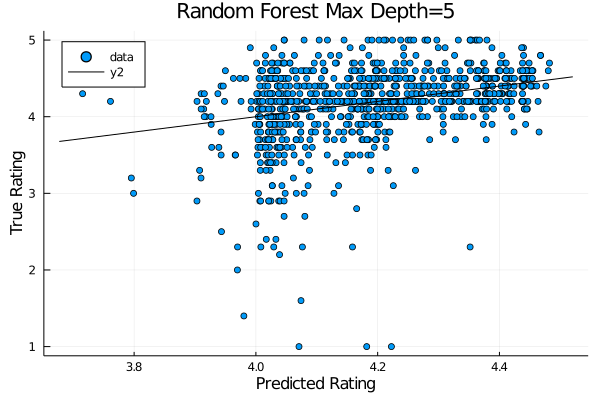 Random Forest Max Depth=5
data
y2
5
4
3
2
1
True Rating
3.8
4.0
4.2
4.4
Predicted Rating